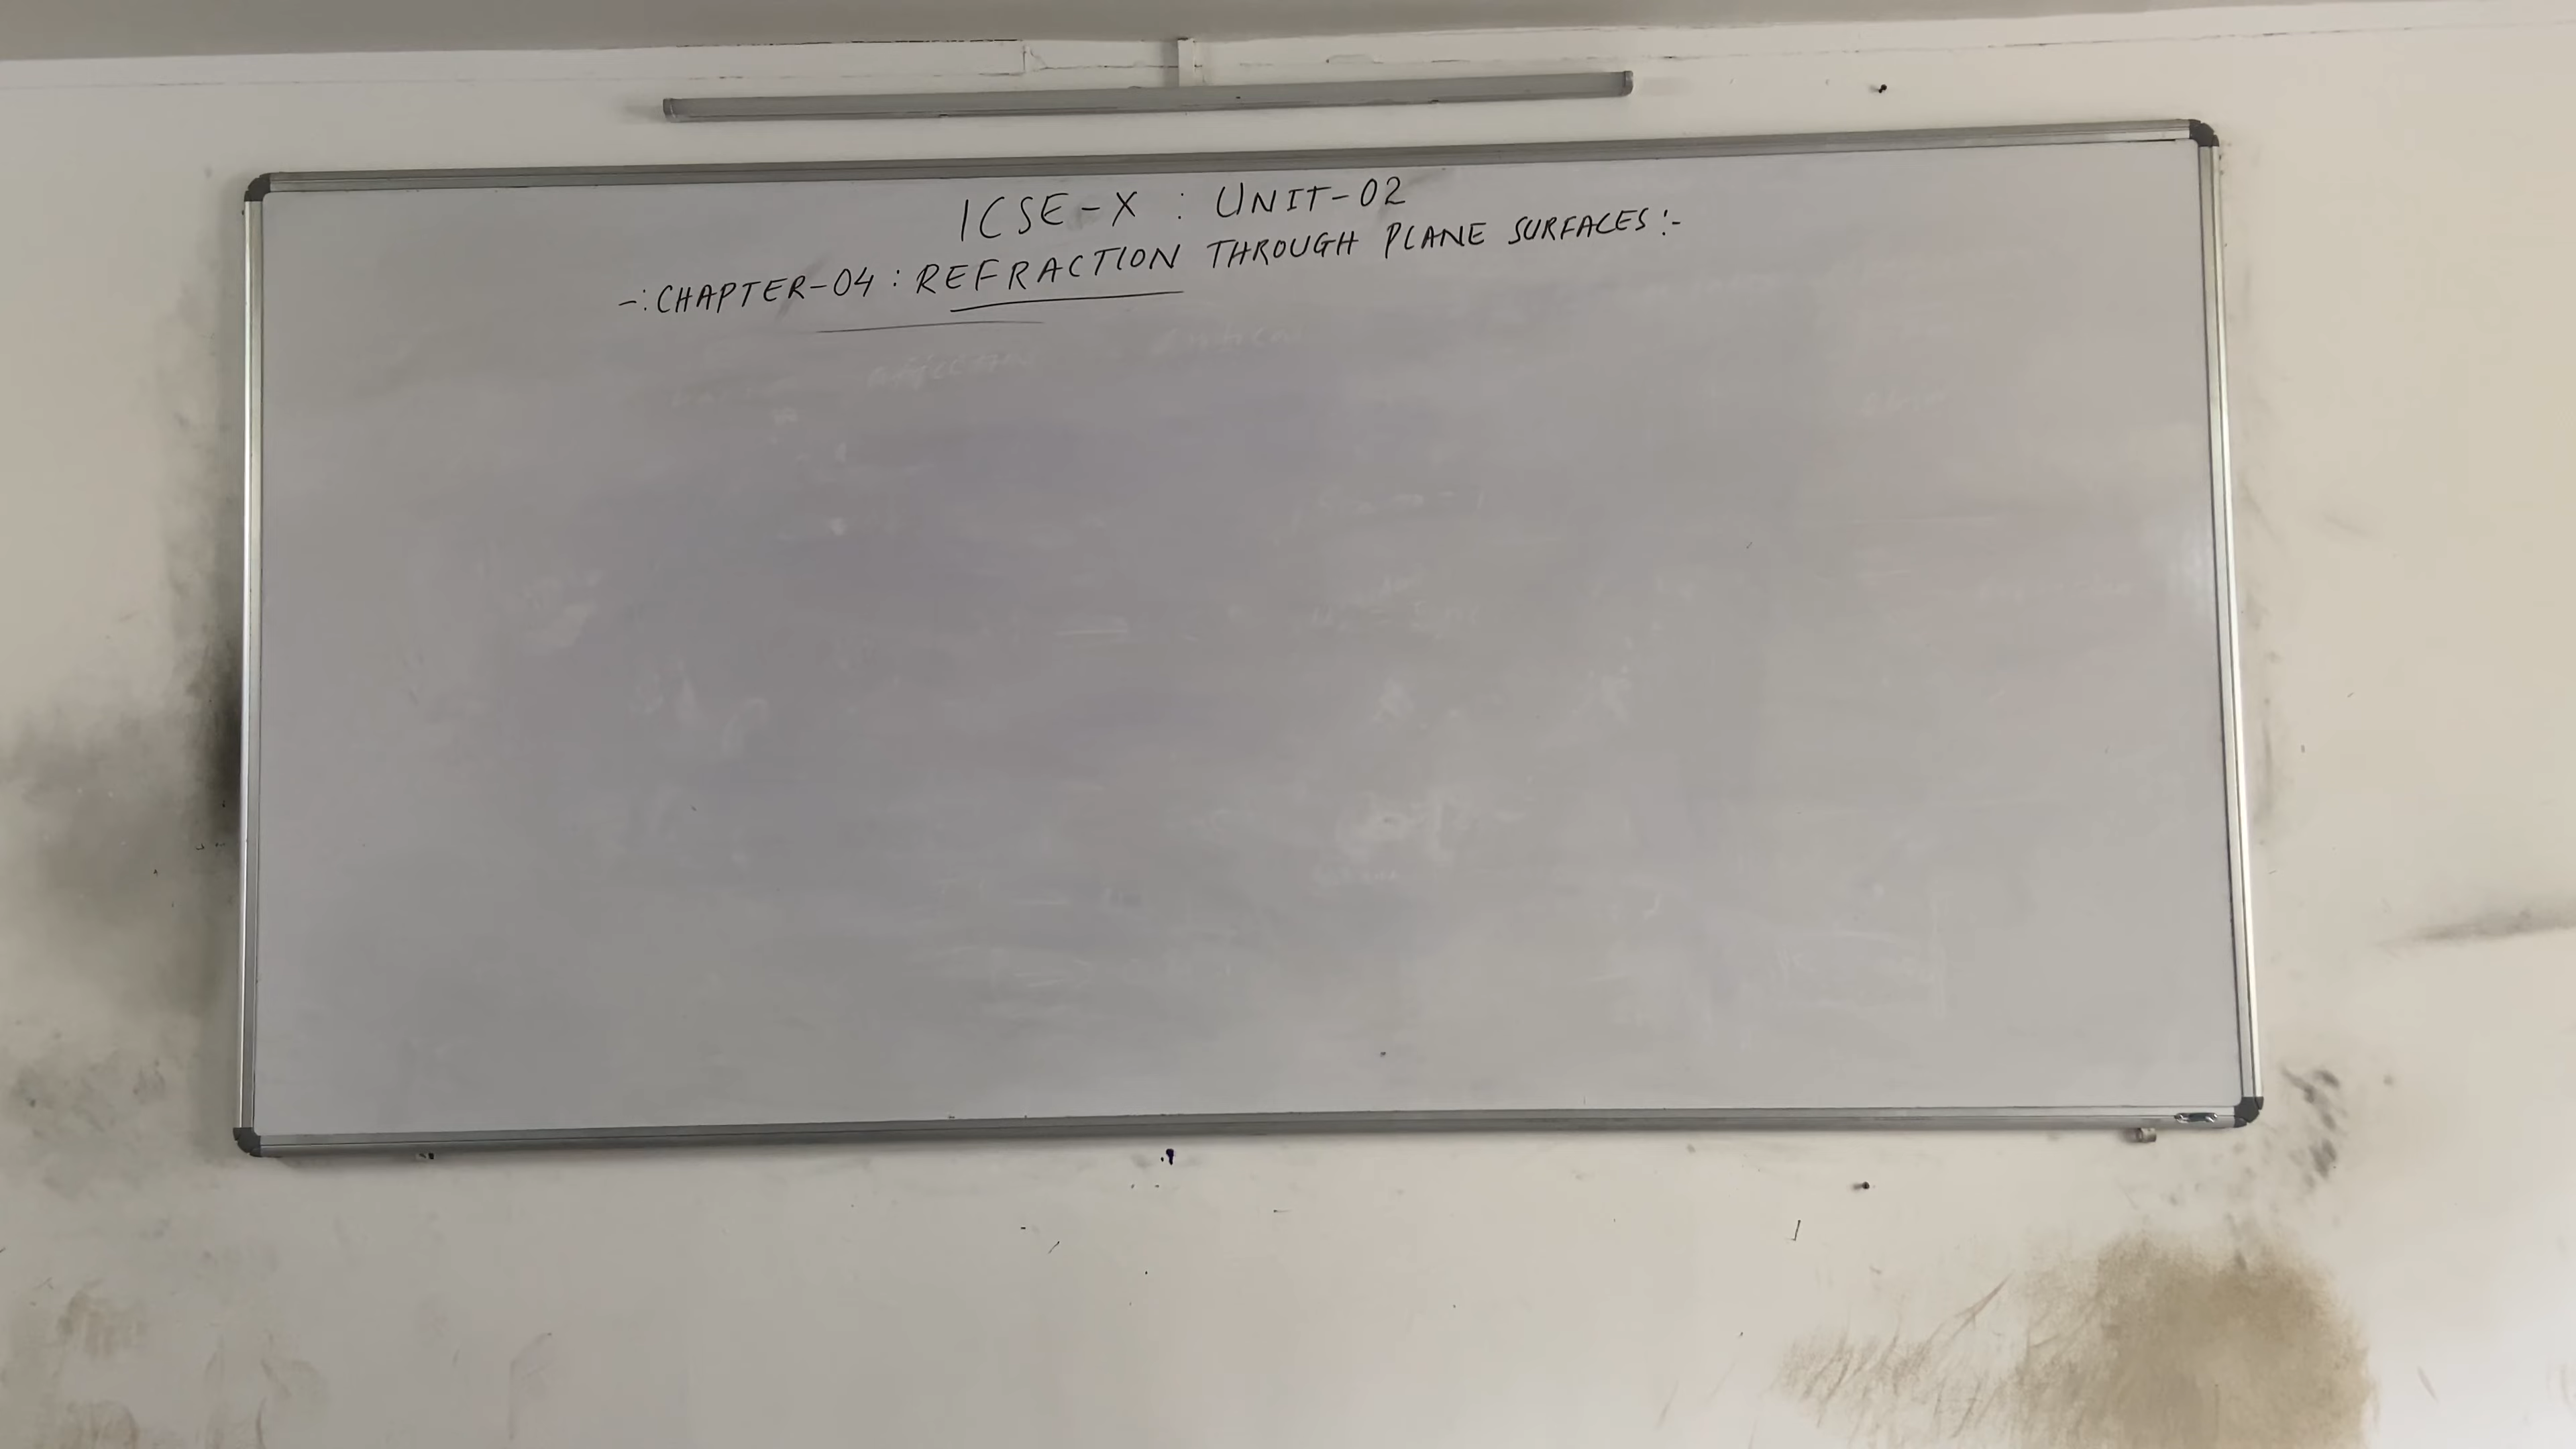 ICSE-X : UNIT-02
-:CHAPTER-04 : REFRACTION THROUGH PLANE SURFACES:-